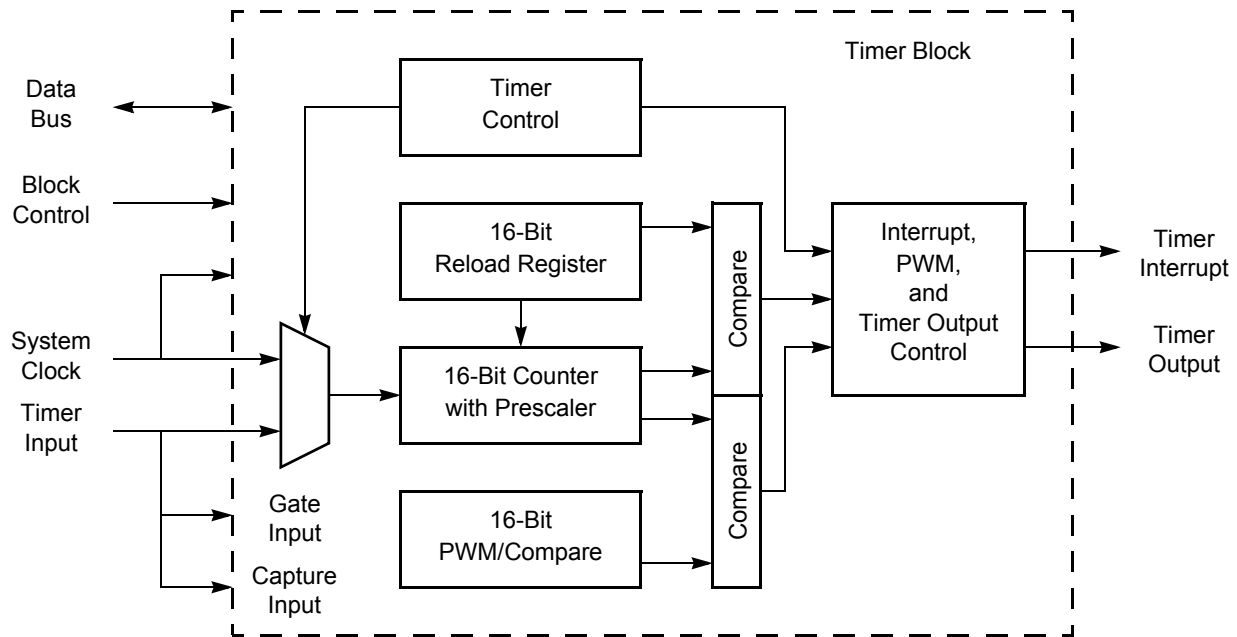 Timer Block
Data
Bus
Timer
Control
Block
Control
16-Bit
Reload Register
Compare
Interrupt,
PWM,
and
Timer Output
Control
Timer
Interrupt
System
Clock
16-Bit Counter
with Prescaler
Timer
Output
Timer
Input
Compare
Gate
Input
16-Bit
PWM/Compare
Capture
Input